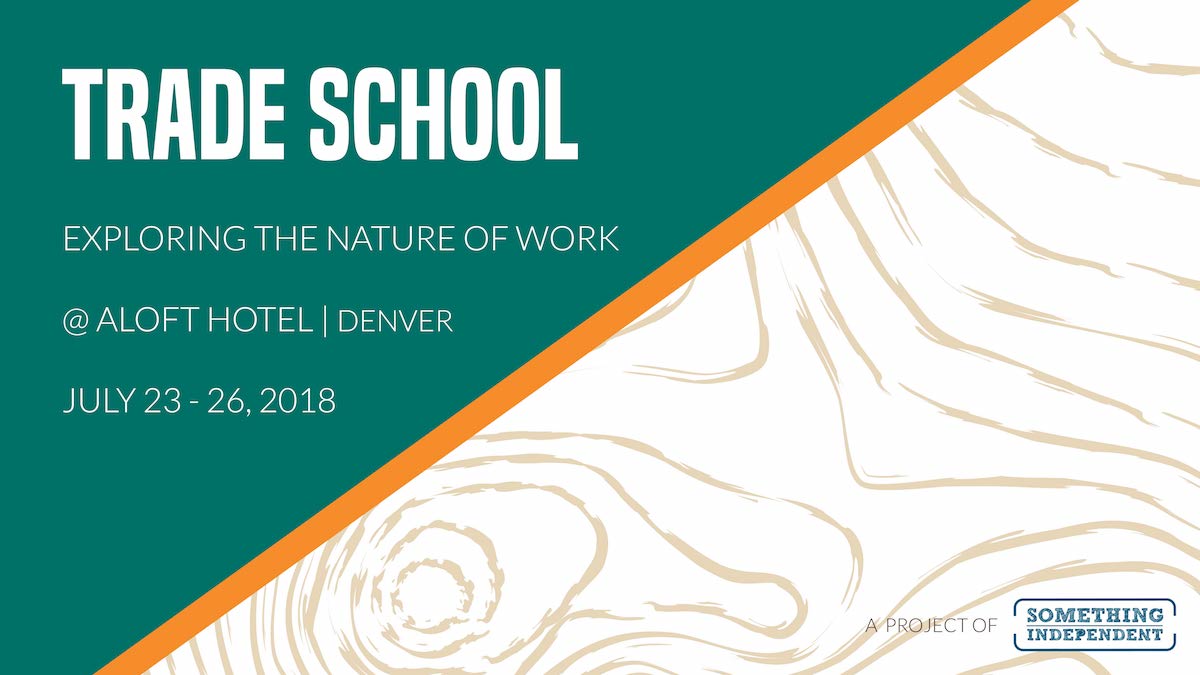 TRADE SCHOOL
EXPLORING THE NATURE OF WORK
@ ALOFT HOTEL | DENVER
JULY 23 - 26, 2018
A PROJECT OF
SOMETHING
INDEPENDENT